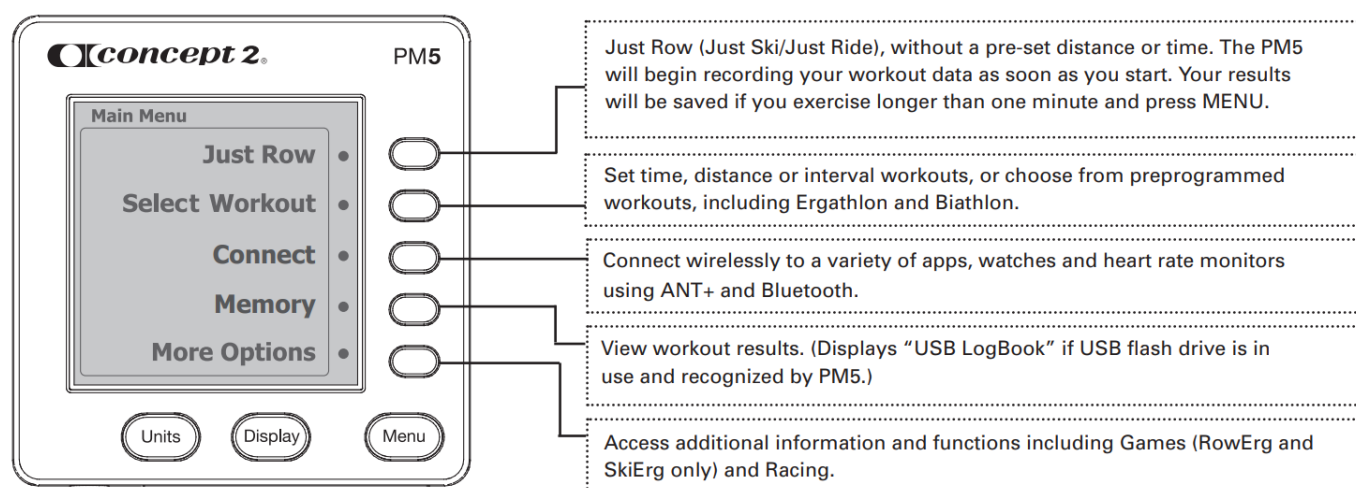 concept 2®
PM5
Main Menu
Just Row
Select Workout
Connect
Memory
More Options
Units
Display
Menu
Just Row (Just Ski/Just Ride), without a pre-set distance or time. The PM5
will begin recording your workout data as soon as you start. Your results
will be saved if you exercise longer than one minute and press MENU.
Set time, distance or interval workouts, or choose from preprogrammed
workouts, including Ergathlon and Biathlon.
Connect wirelessly to a variety of apps, watches and heart rate monitors
using ANT+ and Bluetooth.
View workout results. (Displays “USB LogBook” if USB flash drive is in
use and recognized by PM5.)
Access additional information and functions including Games (RowErg and
SkiErg only) and Racing.